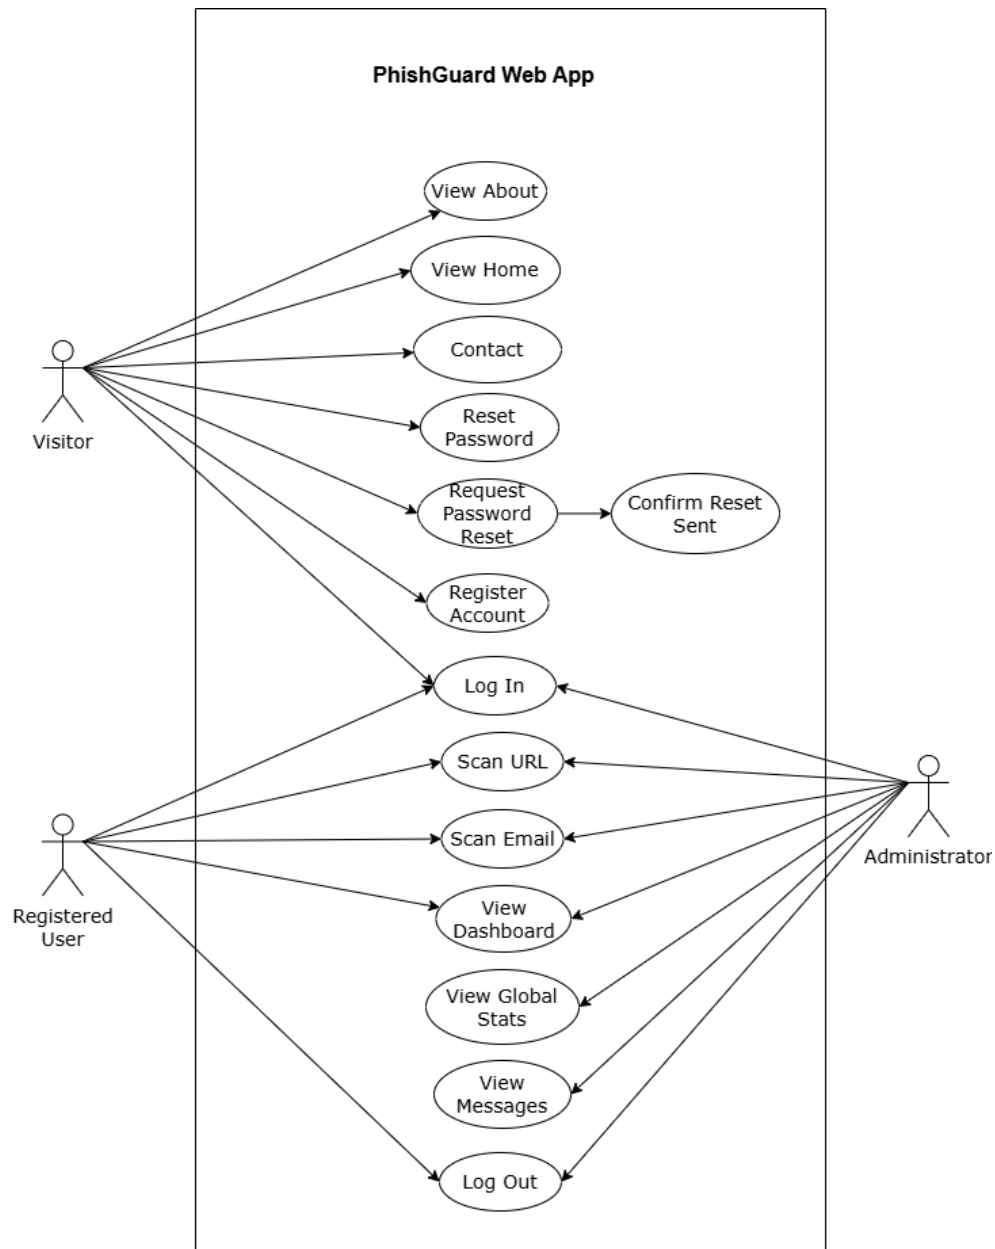 PhishGuard Web App
View About
View Home
Contact
Reset
Password
Visitor
Request
Password
Reset
Confirm Reset
Sent
Register
Account
Log In
Scan URL
Scan Email
Administrator
Registered
User
View
Dashboard
View Global
Stats
View
Messages
Log Out